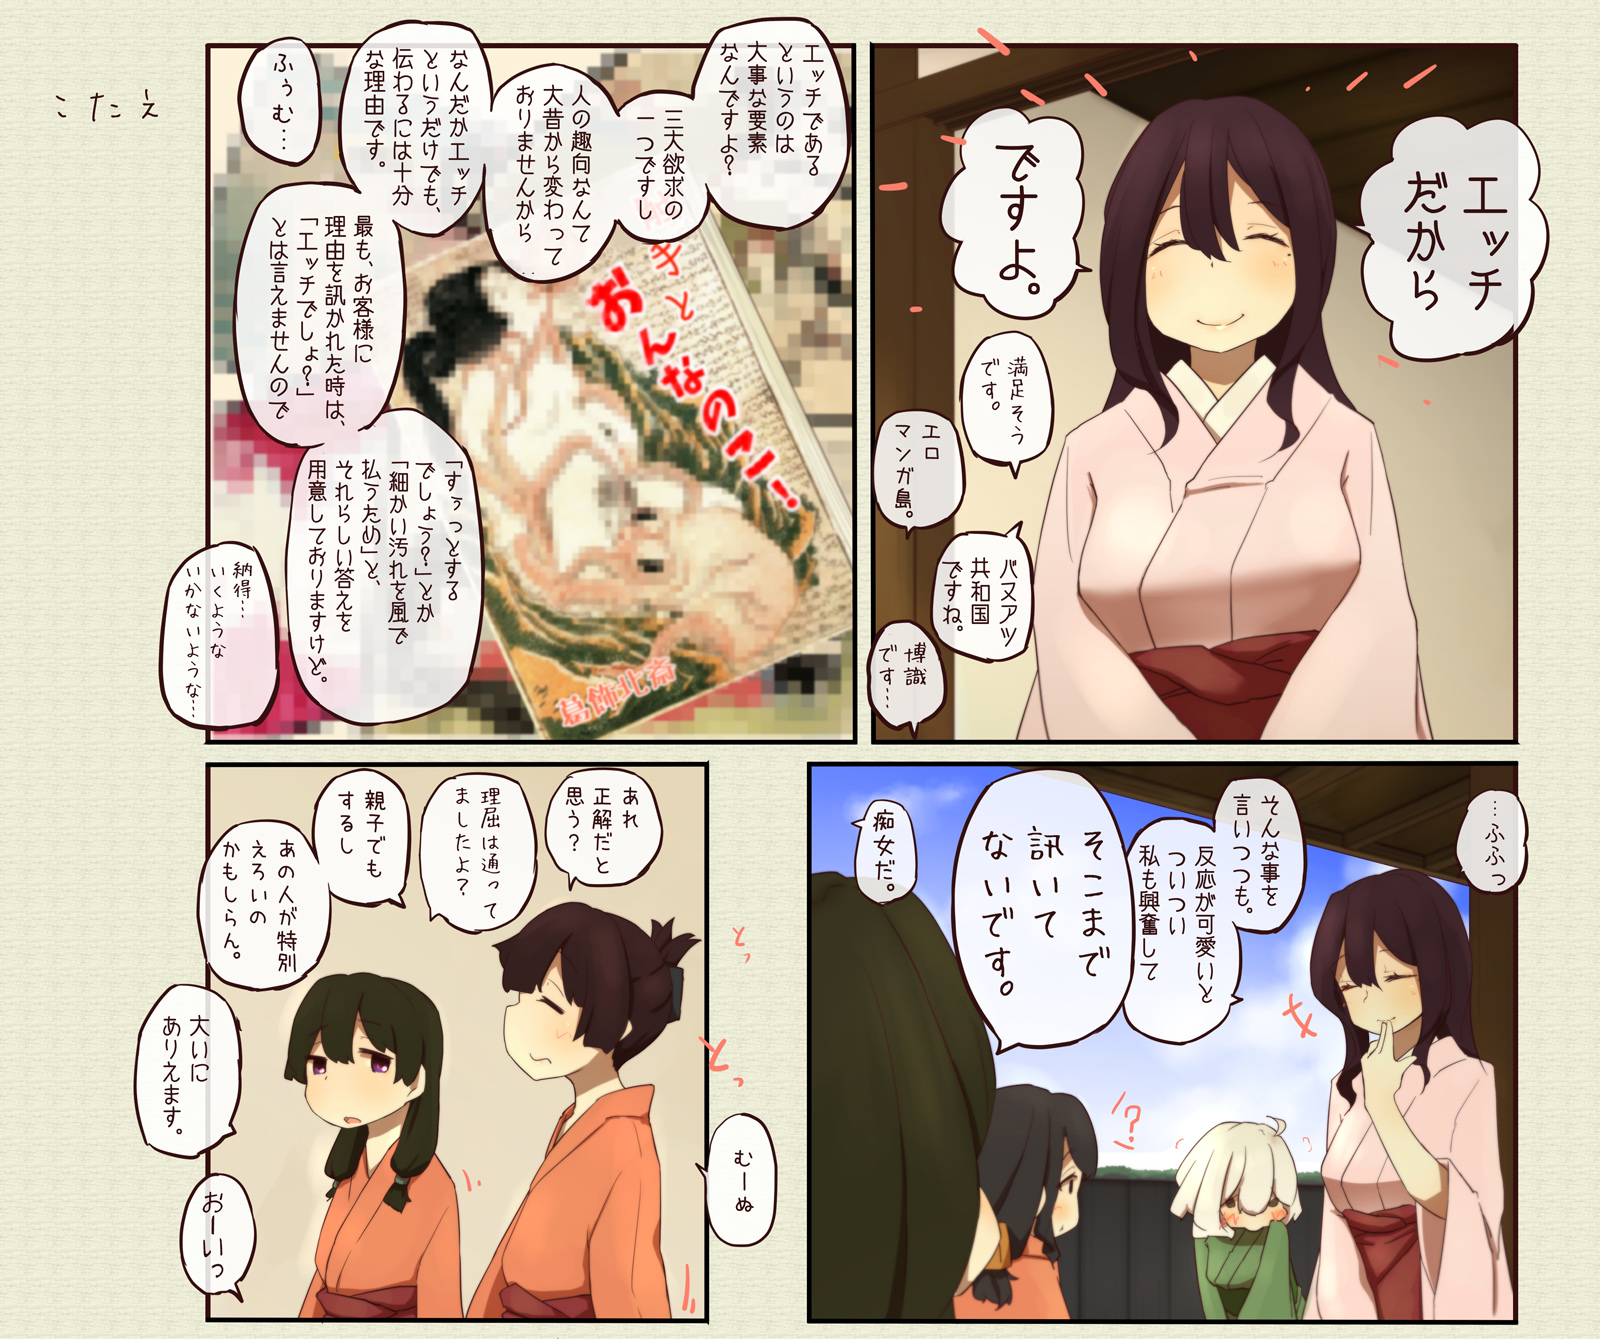 こたえ
エッチ
だから
ですよ。
満足そう
です。
エロ
マンガ島。
バヌアツ
共和国
ですね。
博識
です…
エッチである
というのは
大事な要素
なんですよ?
三大欲求の
一つですし
人の趣向なんて
大昔から変わって
おりませんから
なんだかエッチ
というだけでも、
伝わるには十分
な理由です。
ふぅむ…
最も、お客様に
理由を訊かれた時は、
「エッチでしょ?」
とは言えませんので
「すぅっとする
でしょう?」とか
「細かい汚れを風で
払うため」と、
それらしい答えを
用意しておりますけど。
納得…
いくような
いかないような…
手と
おんなのコー!
葛飾北斎
…ふふっ
そんな事を
言いつつも。
反応が可愛いと
ついつい
私も興奮して
そこまで
訊いて
ないです。
痴女だ。
!?
あれ
正解だと
思う?
理屈は通って
ましたよ?
親子でも
するし
あの人が特別
えろいの
かもしらん。
大いに
ありえます。
とっ
とっ
むーぬ
おーいっ